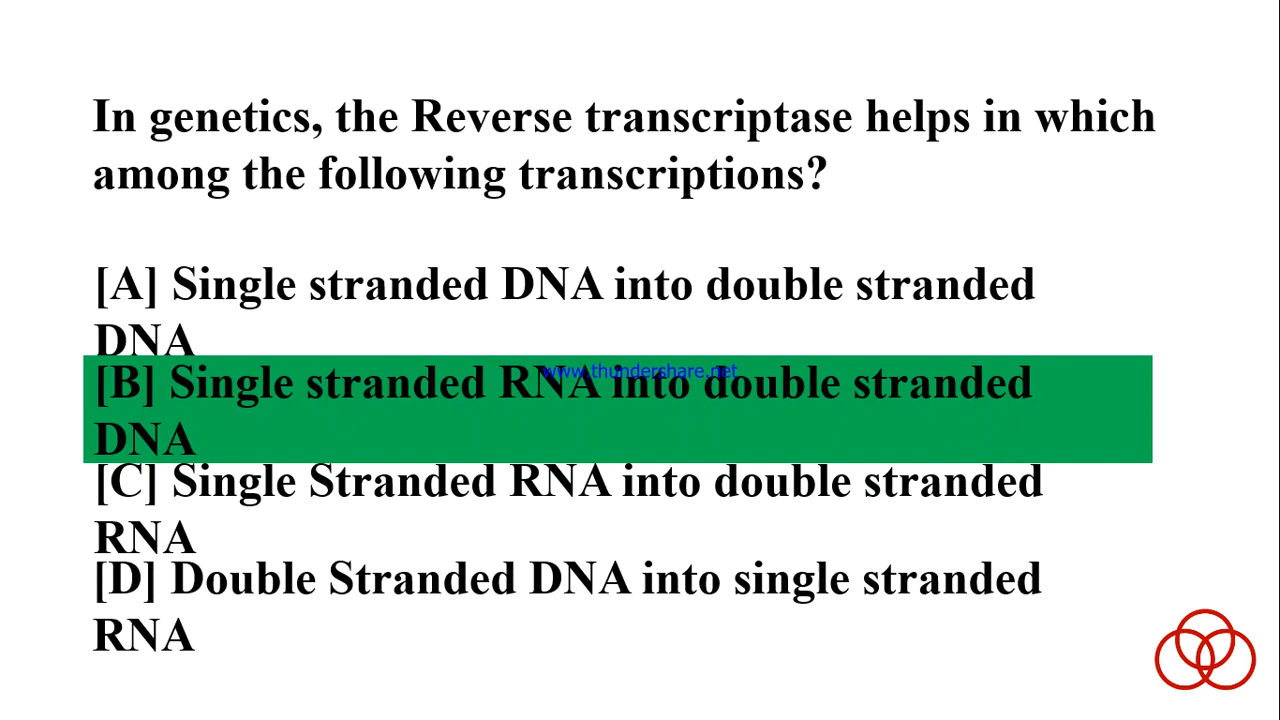 In genetics, the Reverse transcriptase helps in which
among the following transcriptions?
[A] Single stranded DNA into double stranded
DNA
www.thundershare.net
[B] Single stranded RNA into double stranded
DNA
[C] Single Stranded RNA into double stranded
RNA
[D] Double Stranded DNA into single stranded
RNA